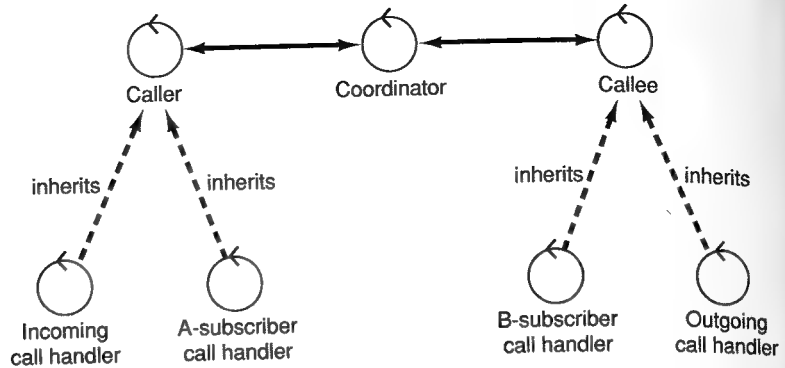 Caller
Coordinator
Callee
inherits
inherits
inherits
inherits
Incoming
call handler
A-subscriber
call handler
B-subscriber
call handler
Outgoing
call handler